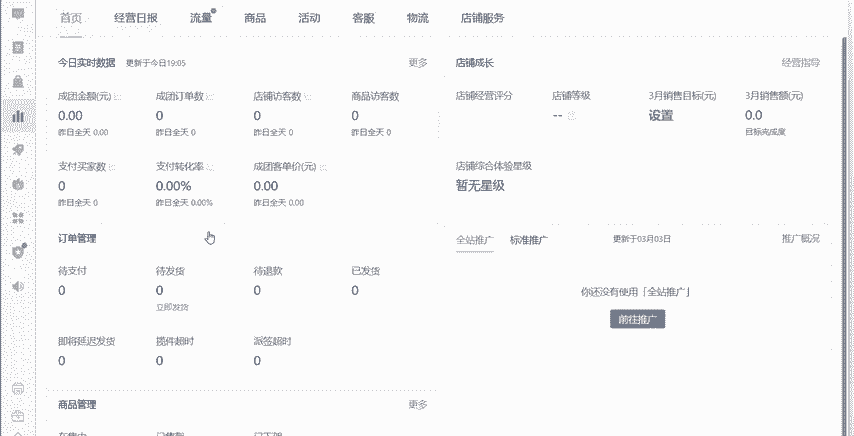 首页 经营日报 流量 商品 活动 客服 物流 店铺服务
今日实时数据 更新于今日19:05 更多
成团金额(元) 成团订单数 店铺访客数 商品访客数
0.00 0 0 0
昨日全天 0.00 昨日全天 0 昨日全天 0 昨日全天 0
支付买家数 支付转化率 成团客单价(元)
0 0.00% 0.00
昨日全天 0 昨日全天 0.00% 昨日全天 0.00
订单管理
待支付 待发货 待退款 已发货
0 0 0 0
立即发货
即将延迟发货 揽件超时 派签超时
0 0 0
商品管理 更多
店铺成长 经营指导
店铺经营评分 店铺等级 3月销售目标(元) 3月销售额(元)
-- 设置 0.0
目标完成度
店铺综合体验星级
暂无星级
全站推广 标准推广 更新于03月03日 推广概况
你还没有使用「全站推广」
前往推广